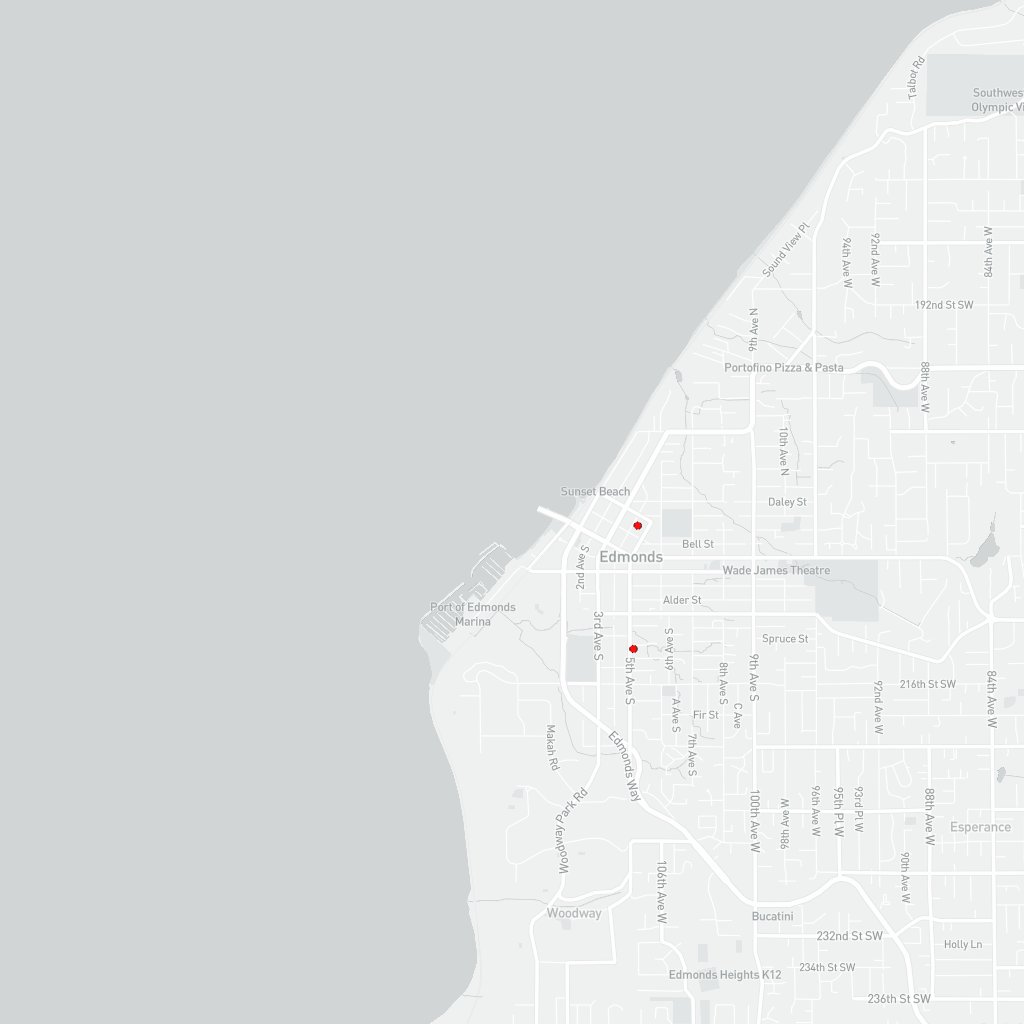 Talbot Rd
Southwest
Olympic Vi
Sound View Pl
94th Ave W
92nd Ave W
84th Ave W
192nd St SW
9th Ave N
Portofino Pizza & Pasta
88th Ave W
10th Ave N
Sunset Beach
Daley St
Bell St
Edmonds
2nd Ave S
Wade James Theatre
Port of Edmonds
Marina
Alder St
3rd Ave S
6th Ave S
Spruce St
5th Ave S
8th Ave S
9th Ave S
216th St SW
84th Ave W
92nd Ave W
A Ave S
C Ave
Fir St
Makah Rd
Edmonds Way
7th Ave S
100th Ave W
98th Ave W
96th Ave W
95th Pl W
93rd Pl W
88th Ave W
Esperance
Woodway Park Rd
106th Ave W
90th Ave W
Woodway
Bucatini
232nd St SW
Holly Ln
Edmonds Heights K12
234th St SW
236th St SW